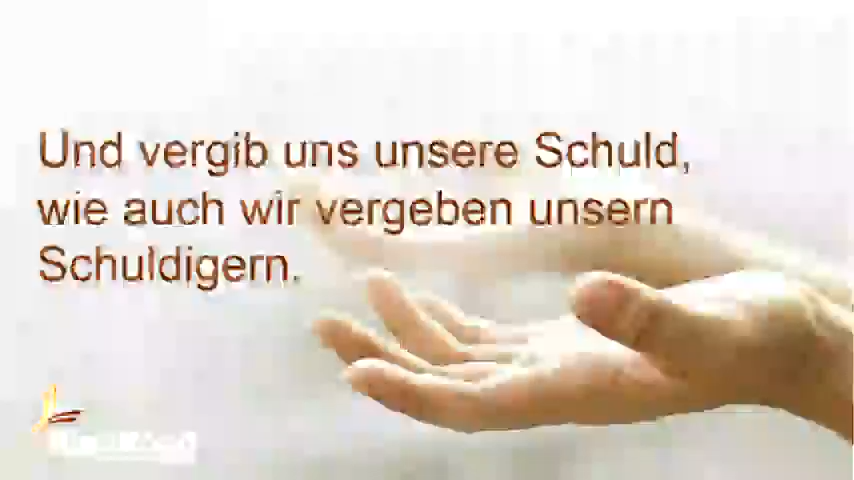 Und vergib uns unsere Schuld,
wie auch wir vergeben unsern
Schuldigern.